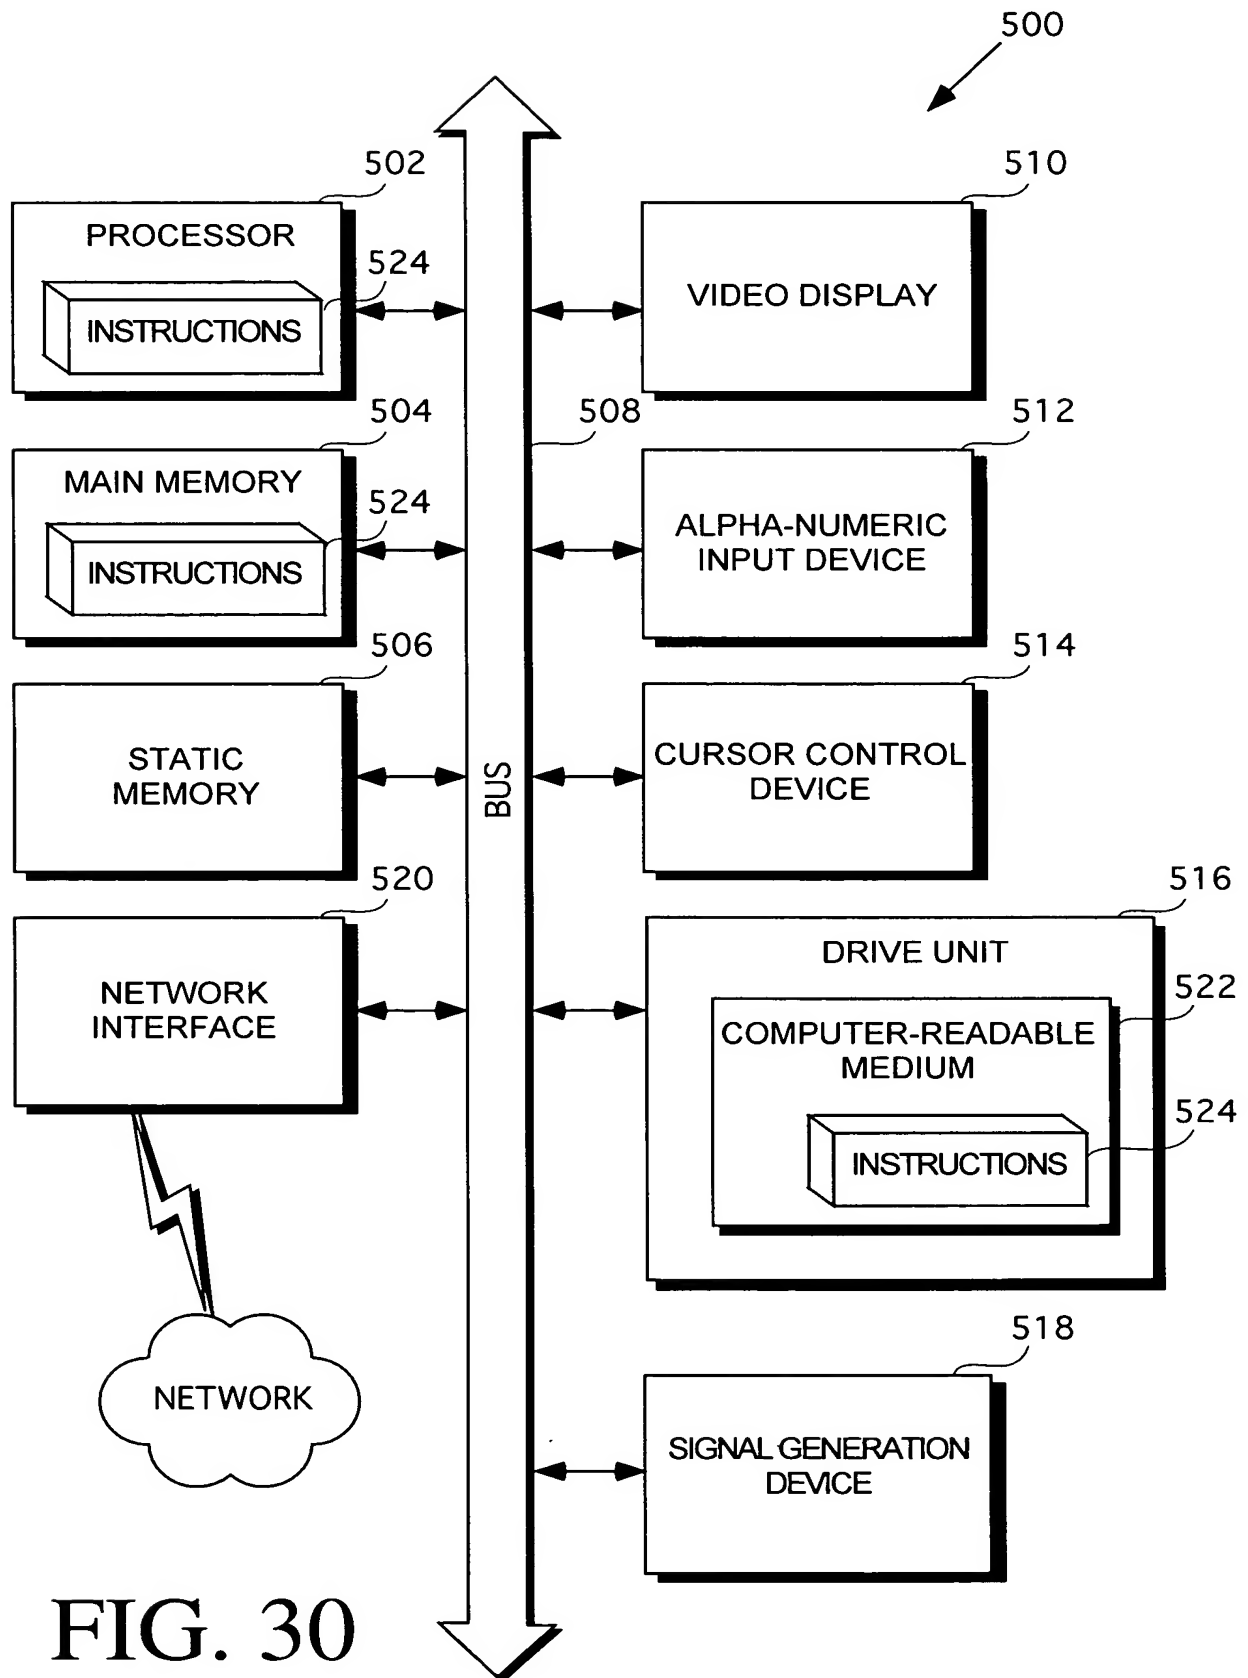 500
502
PROCESSOR
524
INSTRUCTIONS
504
MAIN MEMORY
524
INSTRUCTIONS
506
STATIC
MEMORY
520
NETWORK
INTERFACE
NETWORK
508
BUS
510
VIDEO DISPLAY
512
ALPHA-NUMERIC
INPUT DEVICE
514
CURSOR CONTROL
DEVICE
516
DRIVE UNIT
522
COMPUTER-READABLE
MEDIUM
524
INSTRUCTIONS
518
SIGNAL GENERATION
DEVICE
FIG. 30